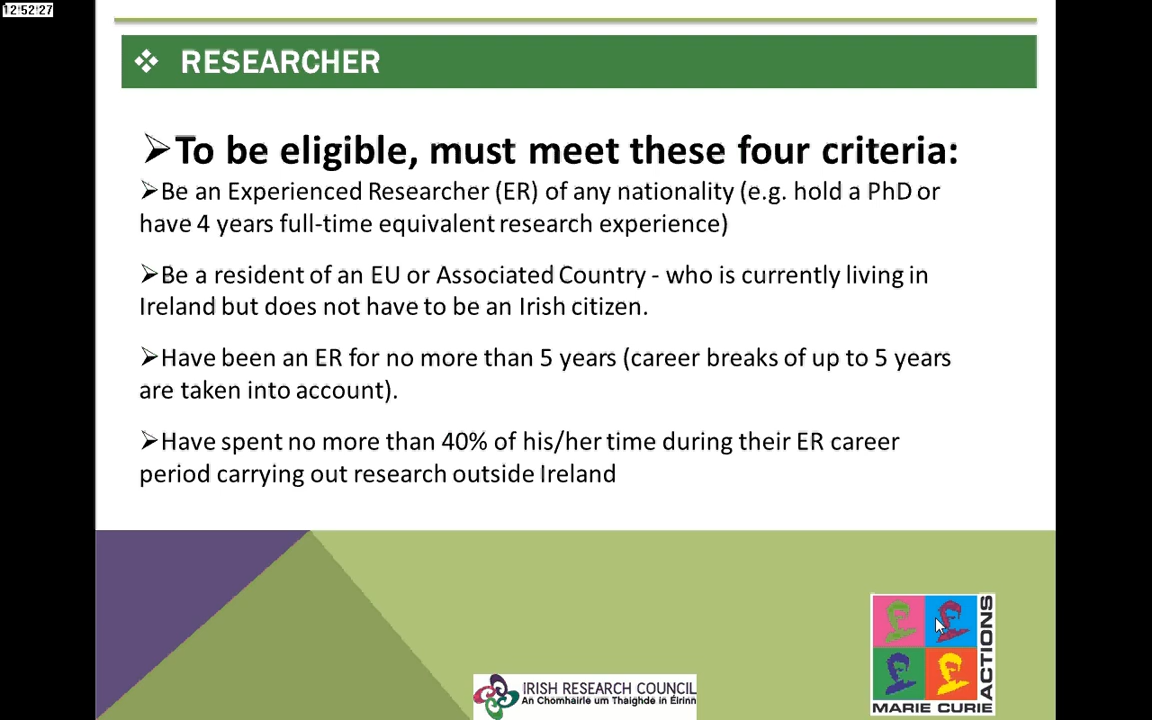 12:52:27
❖ RESEARCHER
➢To be eligible, must meet these four criteria:
➢Be an Experienced Researcher (ER) of any nationality (e.g. hold a PhD or
have 4 years full-time equivalent research experience)
➢Be a resident of an EU or Associated Country - who is currently living in
Ireland but does not have to be an Irish citizen.
➢Have been an ER for no more than 5 years (career breaks of up to 5 years
are taken into account).
➢Have spent no more than 40% of his/her time during their ER career
period carrying out research outside Ireland
IRISH RESEARCH COUNCIL
An Chomhairle um Thaighde in Éirinn
MARIE CURIE
ACTIONS